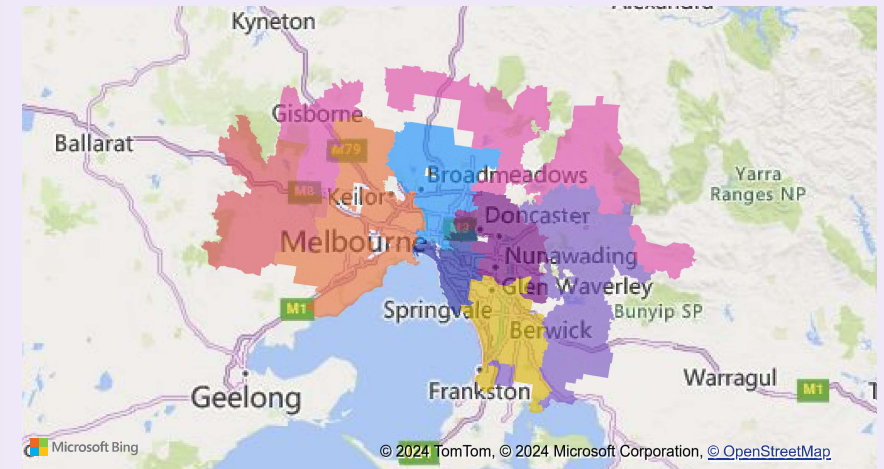 Kyneton
Gisborne
Ballarat
M79
Broadmeadows
Yarra
Ranges NP
M8
Keilor
Doncaster
M3
Melbourne
Nunawading
Glen Waverley
M1
Springvale
Bunyip SP
Berwick
Warragul
M1
Geelong
Frankston
Microsoft Bing
© 2024 TomTom, © 2024 Microsoft Corporation, © OpenStreetMap